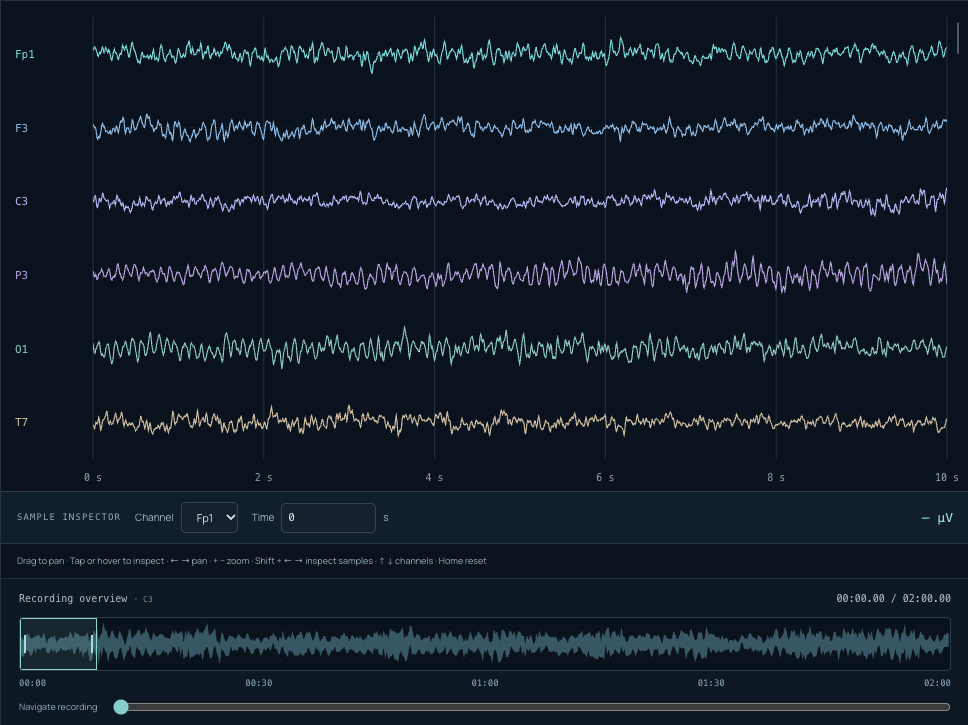 Fp1
F3
C3
P3
O1
T7
0 s 2 s 4 s 6 s 8 s 10 s
SAMPLE INSPECTOR Channel Fp1 Time 0 s — µV
Drag to pan · Tap or hover to inspect · ← → pan · + − zoom · Shift + ← → inspect samples · ↑ ↓ channels · Home reset
Recording overview · C3 00:00.00 / 02:00.00
00:00 00:30 01:00 01:30 02:00
Navigate recording